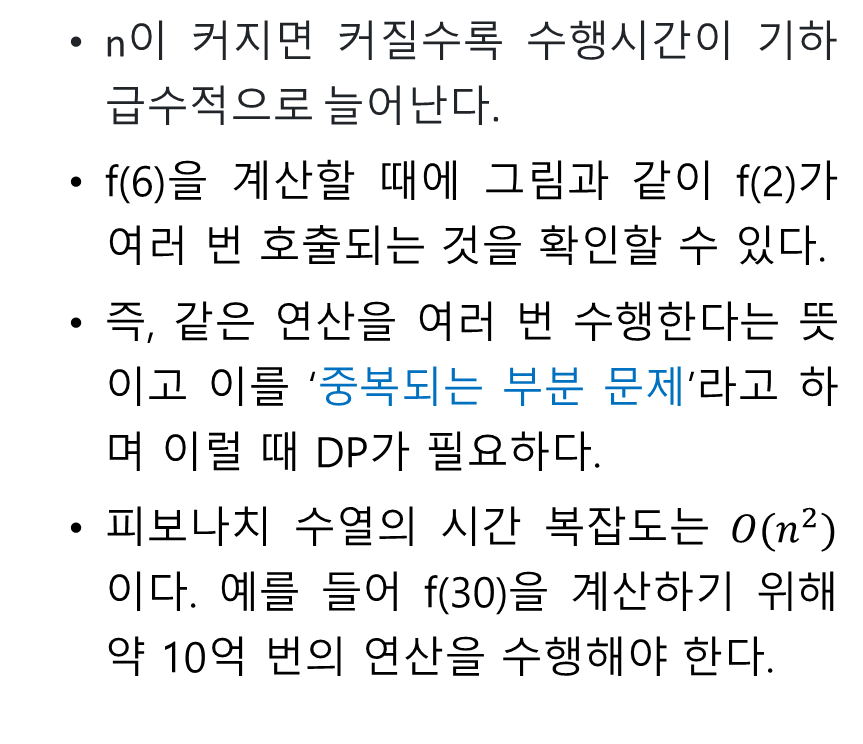 • n이 커지면 커질수록 수행시간이 기하
급수적으로 늘어난다.
• f(6)을 계산할 때에 그림과 같이 f(2)가
여러 번 호출되는 것을 확인할 수 있다.
• 즉, 같은 연산을 여러 번 수행한다는 뜻
이고 이를 ‘중복되는 부분 문제’라고 하
며 이럴 때 DP가 필요하다.
• 피보나치 수열의 시간 복잡도는 O(n²)
이다. 예를 들어 f(30)을 계산하기 위해
약 10억 번의 연산을 수행해야 한다.